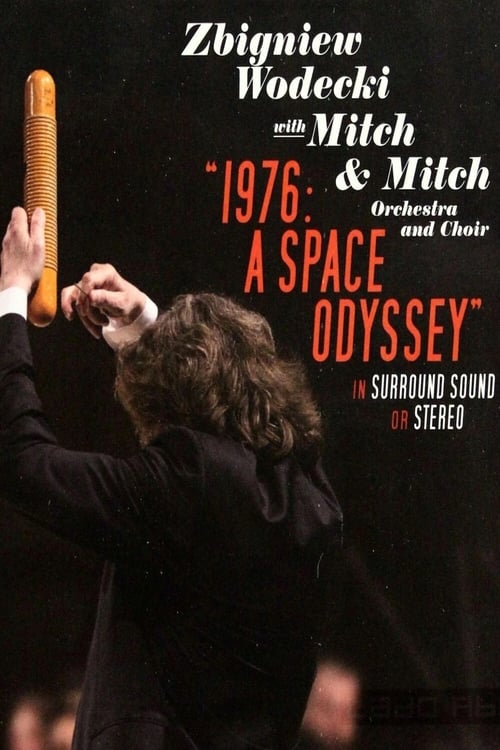 Zbigniew
Wodecki
with Mitch
& Mitch
Orchestra
and Choir
"1976:
A SPACE
ODYSSEY"
IN SURROUND SOUND
OR STEREO